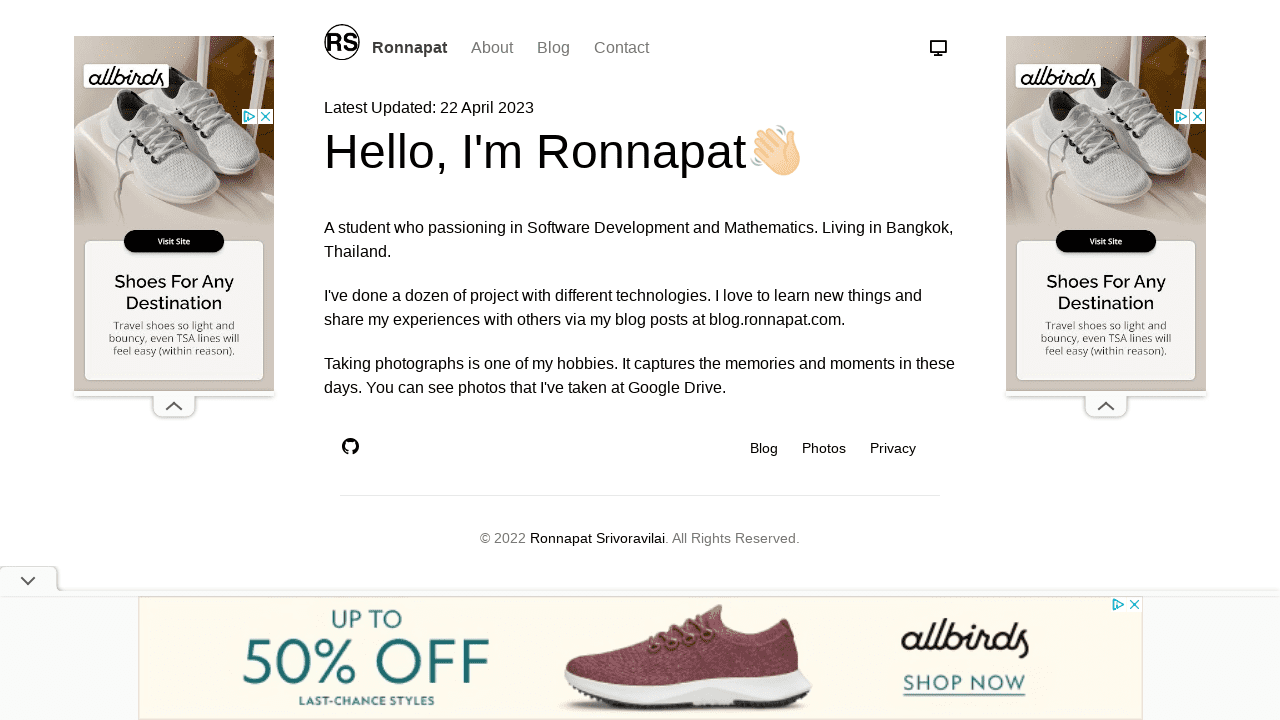 RS
Ronnapat About Blog Contact
Latest Updated: 22 April 2023
Hello, I'm Ronnapat
A student who passioning in Software Development and Mathematics. Living in Bangkok,
Thailand.
I've done a dozen of project with different technologies. I love to learn new things and
share my experiences with others via my blog posts at blog.ronnapat.com.
Taking photographs is one of my hobbies. It captures the memories and moments in these
days. You can see photos that I've taken at Google Drive.
Blog Photos Privacy
© 2022 Ronnapat Srivoravilai. All Rights Reserved.
allbirds
Visit Site
Shoes For Any
Destination
Travel shoes so light and
bouncy, even TSA lines will
feel easy (within reason).
allbirds
Visit Site
Shoes For Any
Destination
Travel shoes so light and
bouncy, even TSA lines will
feel easy (within reason).
UP TO
50% OFF
LAST-CHANCE STYLES
allbirds
SHOP NOW